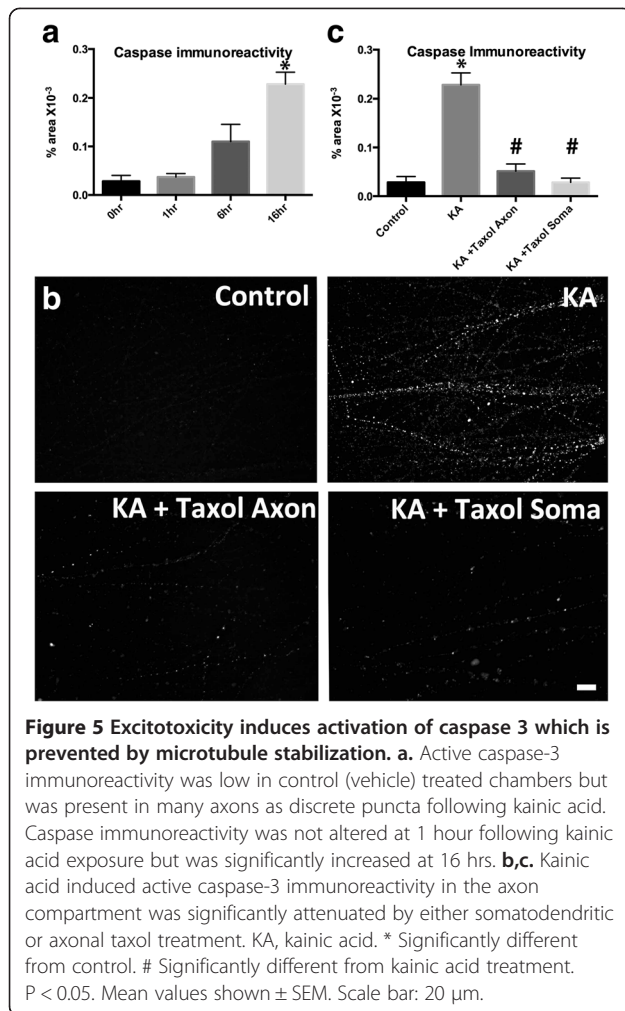 a
Caspase immunoreactivity
% area X10-3
0.3
0.2
0.1
0.0
*
0hr
1hr
6hr
16hr
c
Caspase Immunoreactivity
% area X10-3
0.3
0.2
0.1
0.0
*
#
#
Control
KA
KA +Taxol Axon
KA +Taxol Soma
b
Control
KA
KA + Taxol Axon
KA + Taxol Soma
Figure 5 Excitotoxicity induces activation of caspase 3 which is
prevented by microtubule stabilization. a. Active caspase-3
immunoreactivity was low in control (vehicle) treated chambers but
was present in many axons as discrete puncta following kainic acid.
Caspase immunoreactivity was not altered at 1 hour following kainic
acid exposure but was significantly increased at 16 hrs. b,c. Kainic
acid induced active caspase-3 immunoreactivity in the axon
compartment was significantly attenuated by either somatodendritic
or axonal taxol treatment. KA, kainic acid. * Significantly different
from control. # Significantly different from kainic acid treatment.
P < 0.05. Mean values shown ± SEM. Scale bar: 20 μm.